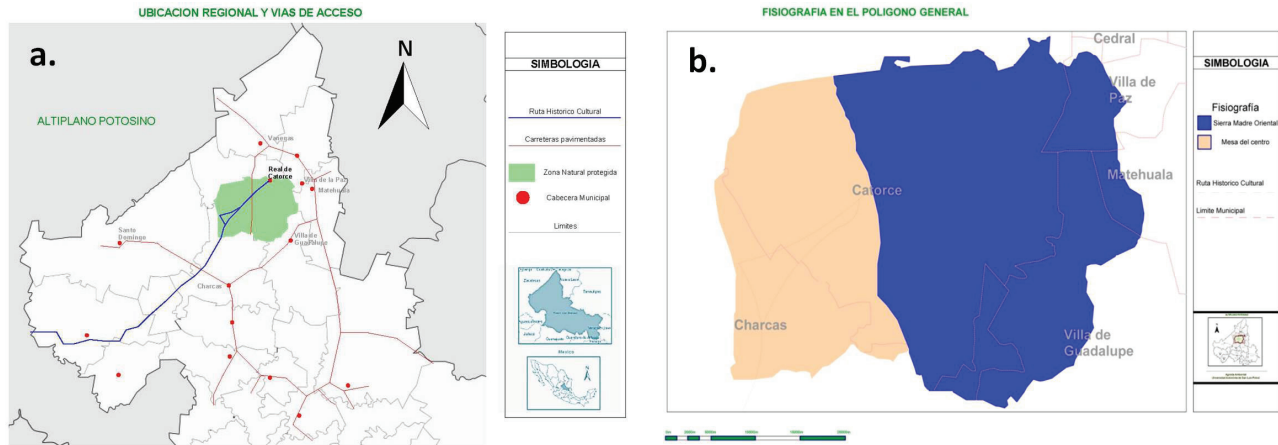 UBICACION REGIONAL Y VIAS DE ACCESO
a.
N
ALTIPLANO POTOSINO
Vanegas
Real de
Catorce
Villa de la Paz
Matehuala
Santo
Domingo
Villa de
Guadalupe
Charcas
SIMBOLOGIA
Ruta Historico Cultural
Carreteras pavimentadas
Zona Natural protegida
Cabecera Municipal
Limites
Mexico
FISIOGRAFIA EN EL POLIGONO GENERAL
b.
Cedral
Villa de
Paz
Catorce
Matehuala
Charcas
Villa de
Guadalupe
SIMBOLOGIA
Fisiografía
Sierra Madre Oriental
Mesa del centro
Ruta Historico Cultural
Limite Municipal